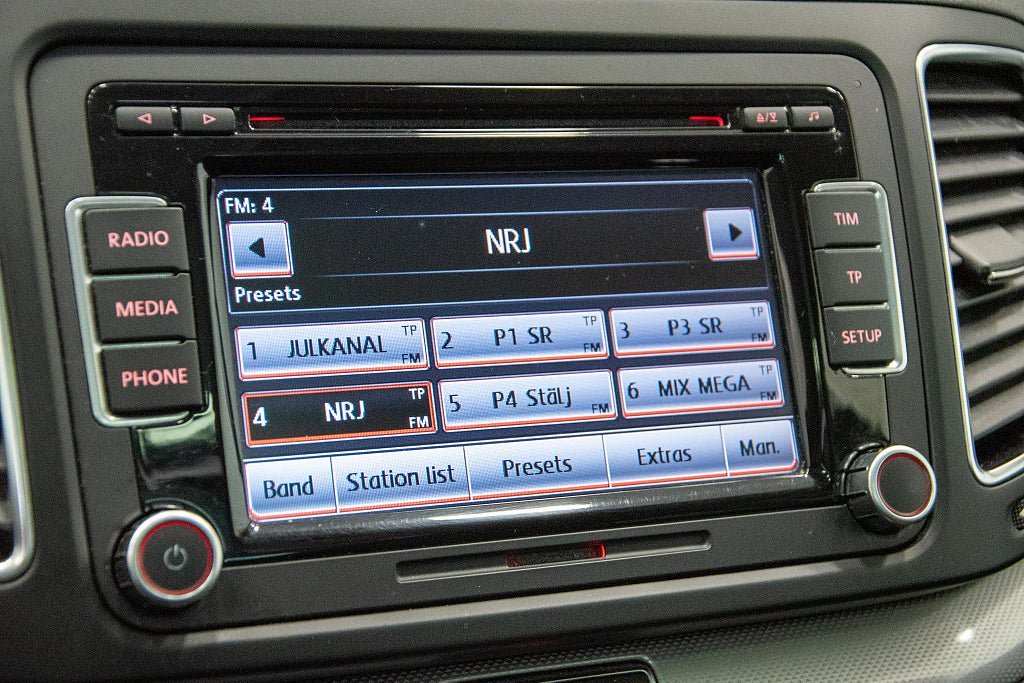 RADIO
MEDIA
PHONE
FM: 4
NRJ
Presets
1 JULKANAL TP FM
2 P1 SR TP FM
3 P3 SR TP FM
4 NRJ TP FM
5 P4 Stälj FM
6 MIX MEGA TP FM
Band Station list Presets Extras Man.
TIM
TP
SETUP